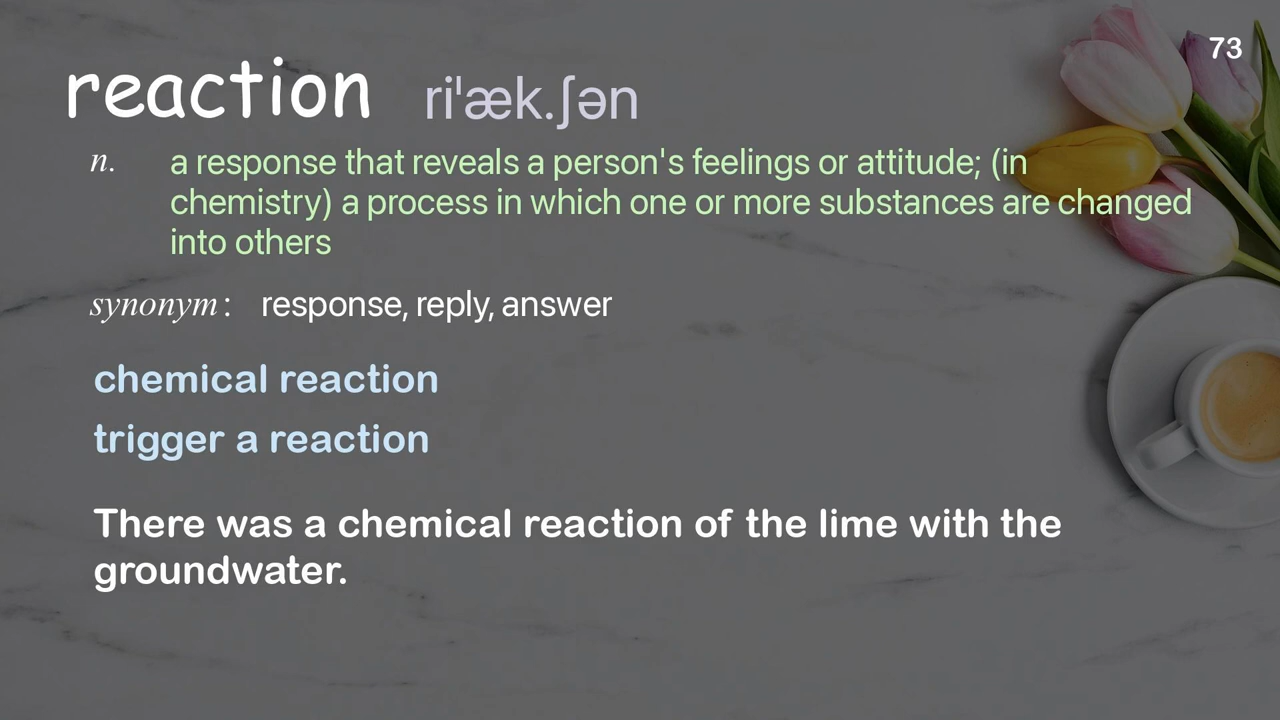 73
reaction ri'æk.ʃən
n. a response that reveals a person's feelings or attitude; (in
chemistry) a process in which one or more substances are changed
into others
synonym: response, reply, answer
chemical reaction
trigger a reaction
There was a chemical reaction of the lime with the
groundwater.